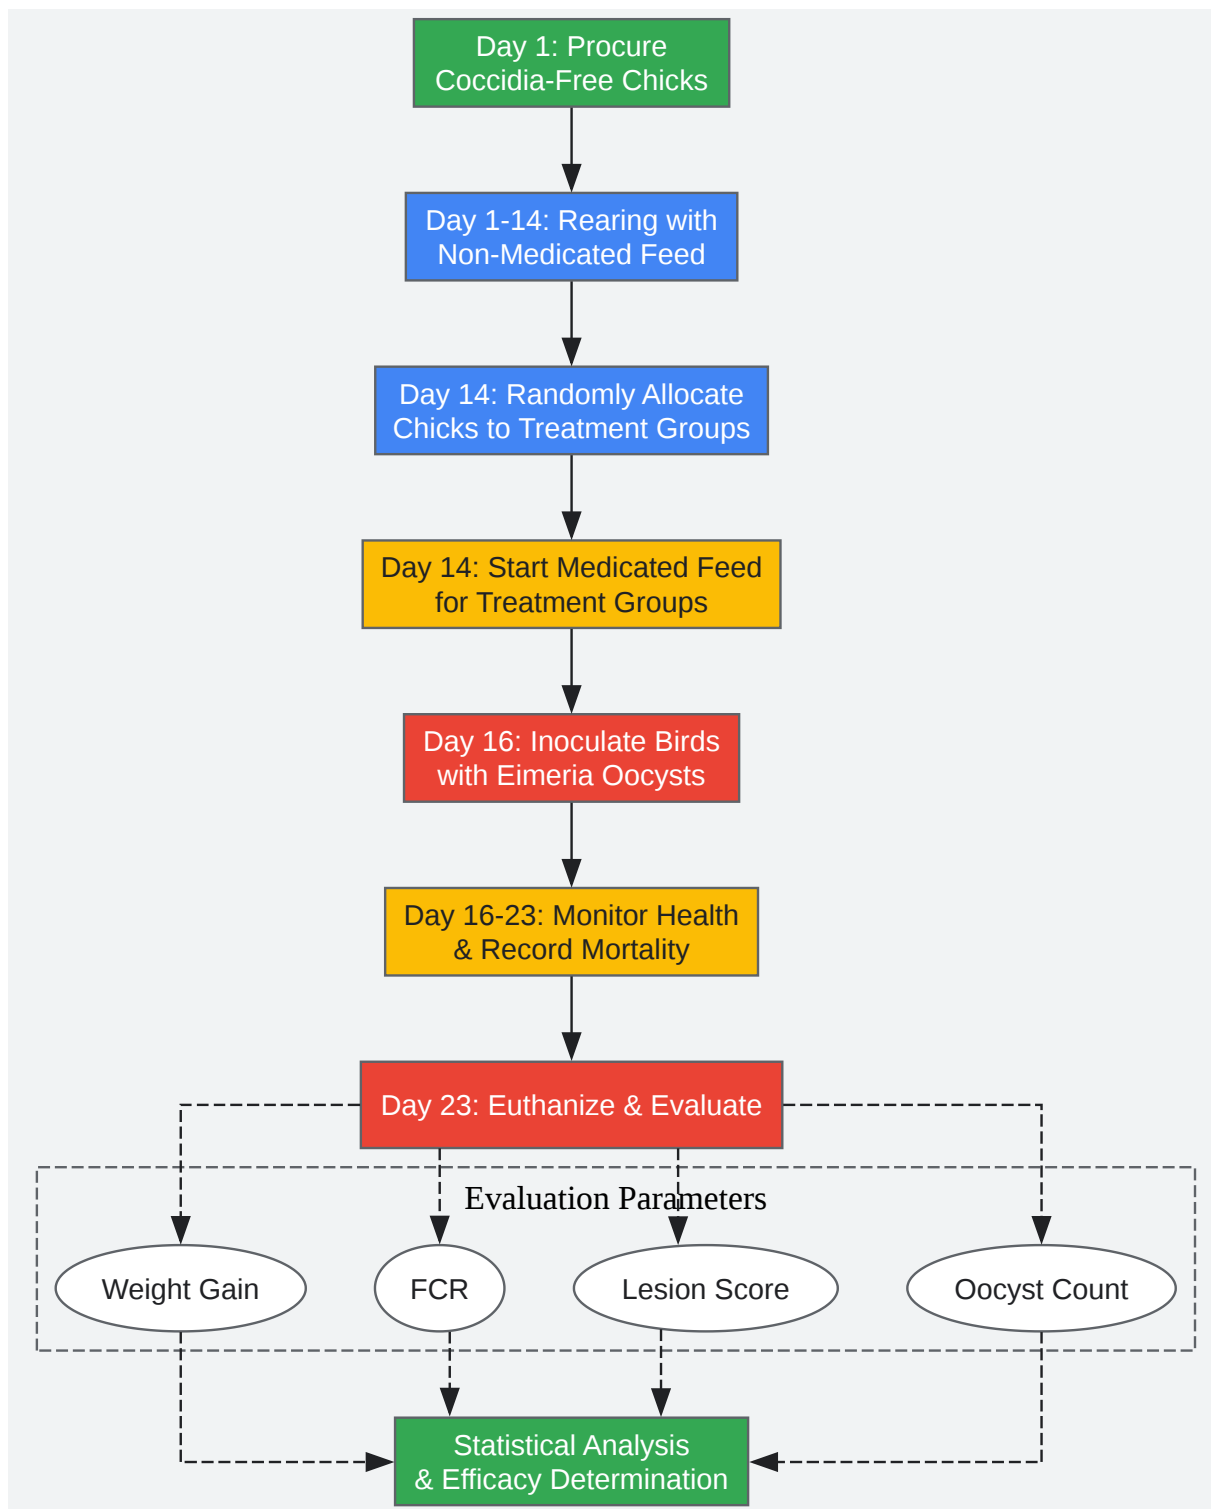 Day 1: Procure
Coccidia-Free Chicks
Day 1-14: Rearing with
Non-Medicated Feed
Day 14: Randomly Allocate
Chicks to Treatment Groups
Day 14: Start Medicated Feed
for Treatment Groups
Day 16: Inoculate Birds
with Eimeria Oocysts
Day 16-23: Monitor Health
& Record Mortality
Day 23: Euthanize & Evaluate
Evaluation Parameters
Weight Gain
FCR
Lesion Score
Oocyst Count
Statistical Analysis
& Efficacy Determination